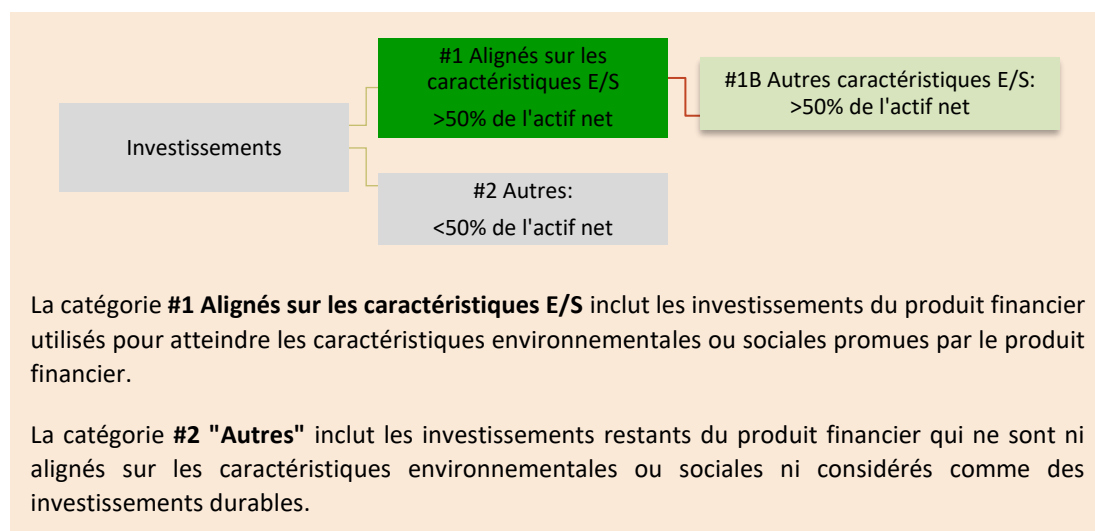 #1 Alignés sur les
caractéristiques E/S
>50% de l'actif net
#1B Autres caractéristiques E/S:
>50% de l'actif net
Investissements
#2 Autres:
<50% de l'actif net
La catégorie #1 Alignés sur les caractéristiques E/S inclut les investissements du produit financier
utilisés pour atteindre les caractéristiques environnementales ou sociales promues par le produit
financier.
La catégorie #2 "Autres" inclut les investissements restants du produit financier qui ne sont ni
alignés sur les caractéristiques environnementales ou sociales ni considérés comme des
investissements durables.